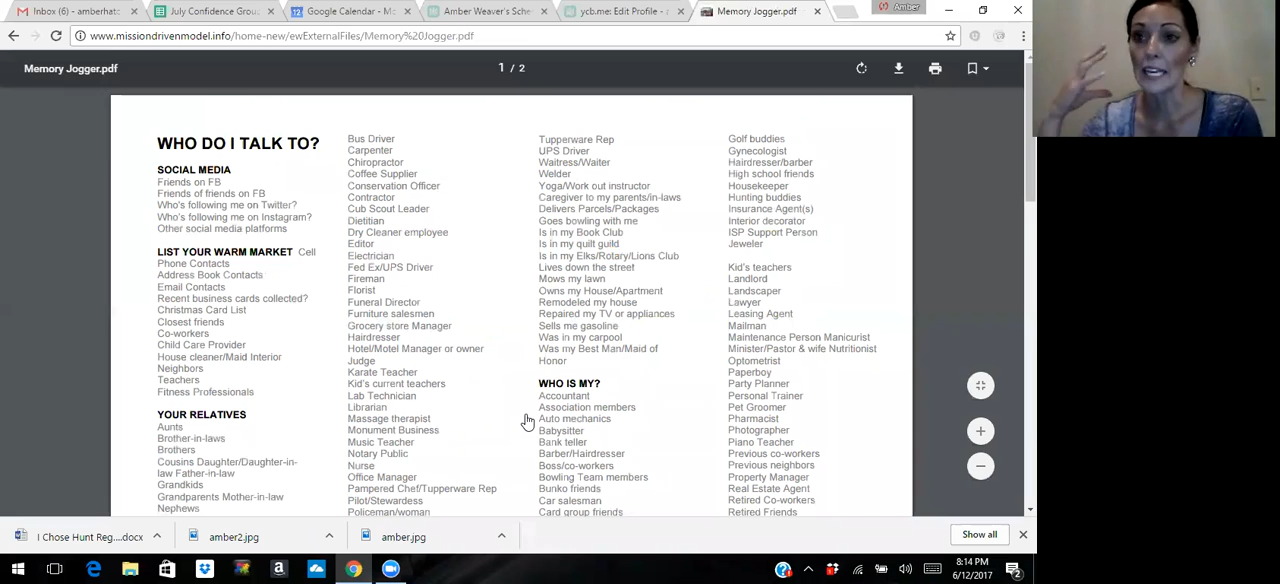 Inbox (6) - amberhatc
July Confidence Grou
Google Calendar - Mo
Amber Weaver's Sche
ycb.me: Edit Profile - a
Memory Jogger.pdf
Amber
www.missiondrivenmodel.info/home-new/ewExternalFiles/Memory%20Jogger.pdf
Memory Jogger.pdf
1 / 2
WHO DO I TALK TO?
SOCIAL MEDIA
Friends on FB
Friends of friends on FB
Who's following me on Twitter?
Who's following me on Instagram?
Other social media platforms
LIST YOUR WARM MARKET Cell
Phone Contacts
Address Book Contacts
Email Contacts
Recent business cards collected?
Christmas Card List
Closest friends
Co-workers
Child Care Provider
House cleaner/Maid Interior
Neighbors
Teachers
Fitness Professionals
YOUR RELATIVES
Aunts
Brother-in-laws
Brothers
Cousins Daughter/Daughter-in-
law Father-in-law
Grandkids
Grandparents Mother-in-law
Nephews
Bus Driver
Carpenter
Chiropractor
Coffee Supplier
Conservation Officer
Contractor
Cub Scout Leader
Dietitian
Dry Cleaner employee
Editor
Electrician
Fed Ex/UPS Driver
Fireman
Florist
Funeral Director
Furniture salesmen
Grocery store Manager
Hairdresser
Hotel/Motel Manager or owner
Judge
Karate Teacher
Kid's current teachers
Lab Technician
Librarian
Massage therapist
Monument Business
Music Teacher
Notary Public
Nurse
Office Manager
Pampered Chef/Tupperware Rep
Pilot/Stewardess
Policeman/woman
Tupperware Rep
UPS Driver
Waitress/Waiter
Welder
Yoga/Work out instructor
Caregiver to my parents/in-laws
Delivers Parcels/Packages
Goes bowling with me
Is in my Book Club
Is in my quilt guild
Is in my Elks/Rotary/Lions Club
Lives down the street
Mows my lawn
Owns my House/Apartment
Remodeled my house
Repaired my TV or appliances
Sells me gasoline
Was in my carpool
Was my Best Man/Maid of
Honor
WHO IS MY?
Accountant
Association members
Auto mechanics
Babysitter
Bank teller
Barber/Hairdresser
Boss/co-workers
Bowling Team members
Bunko friends
Car salesman
Card group friends
Golf buddies
Gynecologist
Hairdresser/barber
High school friends
Housekeeper
Hunting buddies
Insurance Agent(s)
Interior decorator
ISP Support Person
Jeweler
Kid's teachers
Landlord
Landscaper
Lawyer
Leasing Agent
Mailman
Maintenance Person Manicurist
Minister/Pastor & wife Nutritionist
Optometrist
Paperboy
Party Planner
Personal Trainer
Pet Groomer
Pharmacist
Photographer
Piano Teacher
Previous co-workers
Previous neighbors
Property Manager
Real Estate Agent
Retired Co-workers
Retired Friends
I Chose Hunt Reg....docx
amber2.jpg
amber.jpg
Show all
8:14 PM
6/12/2017